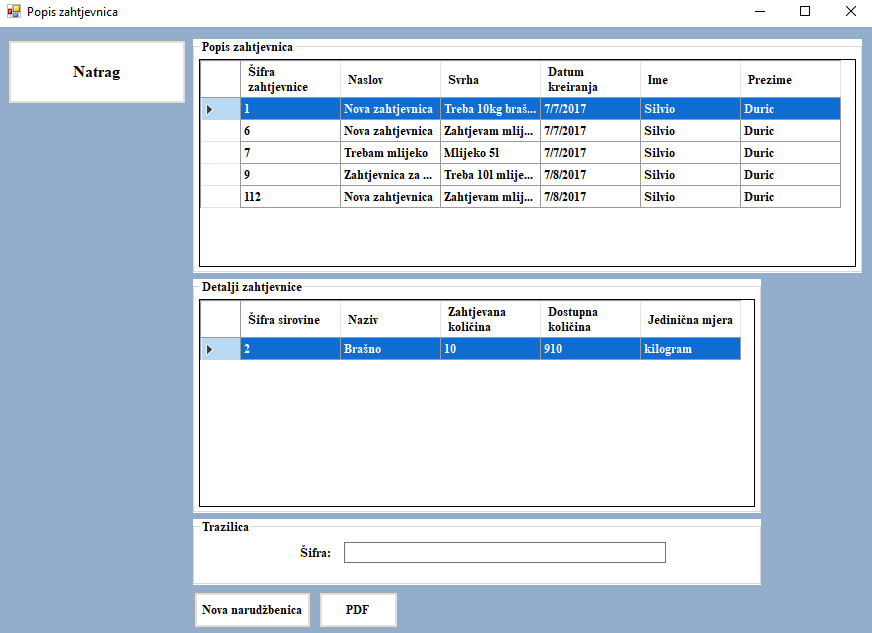 Popis zahtjevnica
Natrag
Popis zahtjevnica
Šifra zahtjevnice Naslov Svrha Datum kreiranja Ime Prezime
1 Nova zahtjevnica Treba 10kg braš... 7/7/2017 Silvio Duric
6 Nova zahtjevnica Zahtjevam mlij... 7/7/2017 Silvio Duric
7 Trebam mlijeko Mlijeko 5l 7/7/2017 Silvio Duric
9 Zahtjevnica za ... Treba 10l mlije... 7/8/2017 Silvio Duric
112 Nova zahtjevnica Zahtjevam mlij... 7/8/2017 Silvio Duric
Detalji zahtjevnice
Šifra sirovine Naziv Zahtjevana količina Dostupna količina Jedinična mjera
2 Brašno 10 910 kilogram
Trazilica
Šifra:
Nova narudžbenica PDF